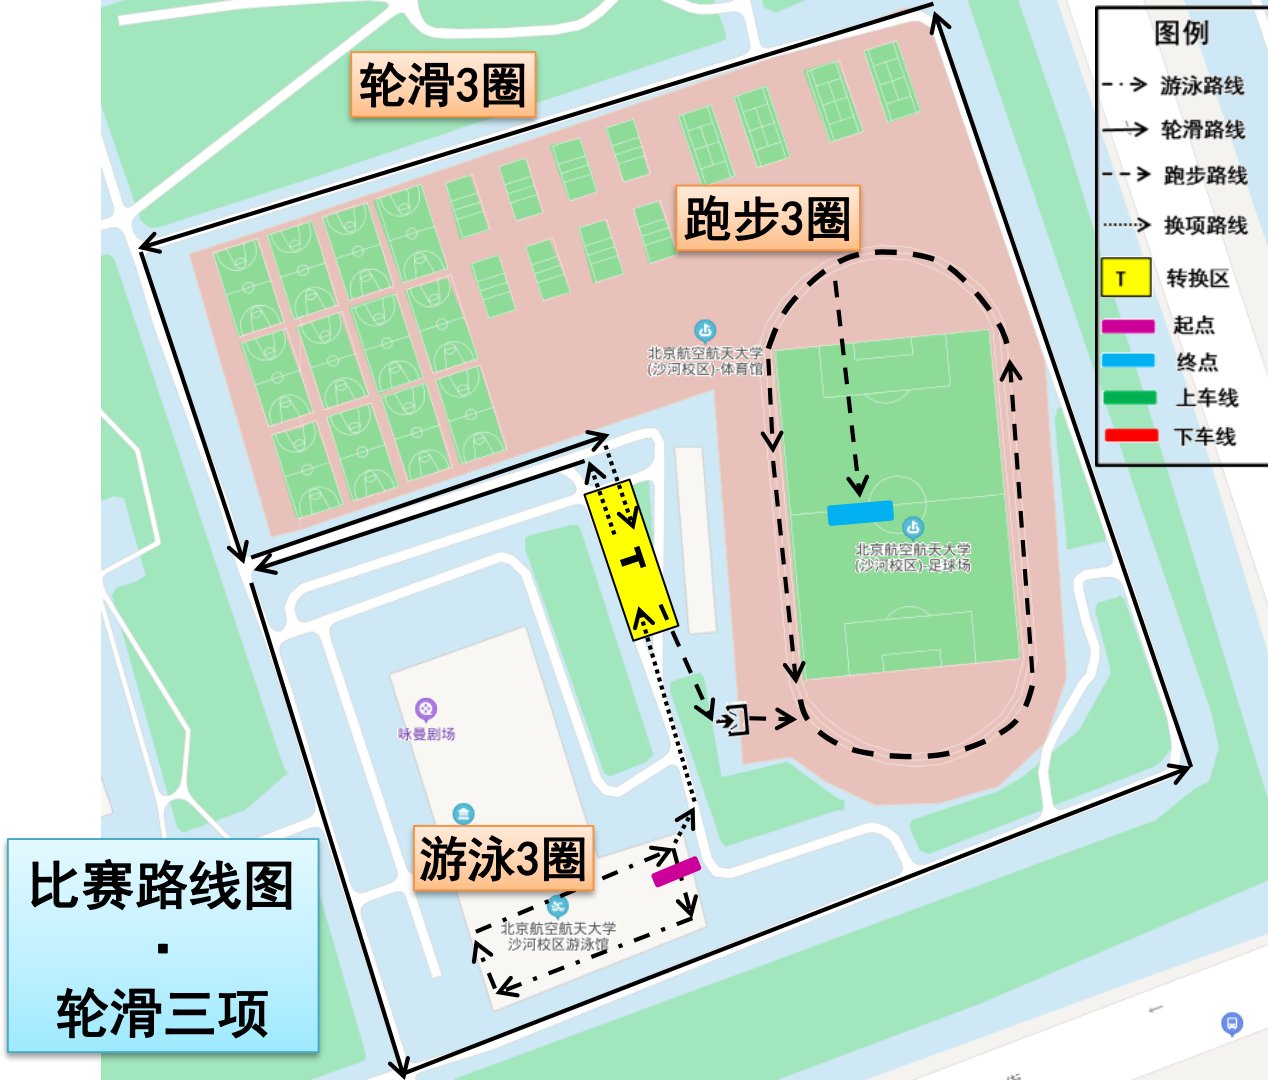 轮滑3圈
图例
游泳路线
轮滑路线
跑步路线
换项路线
T
转换区
起点
终点
上车线
下车线
跑步3圈
北京航空航天大学
(沙河校区)-体育馆
北京航空航天大学
(沙河校区)-足球场
T
咏曼剧场
游泳3圈
北京航空航天大学
沙河校区游泳馆
比赛路线图
·
轮滑三项
街